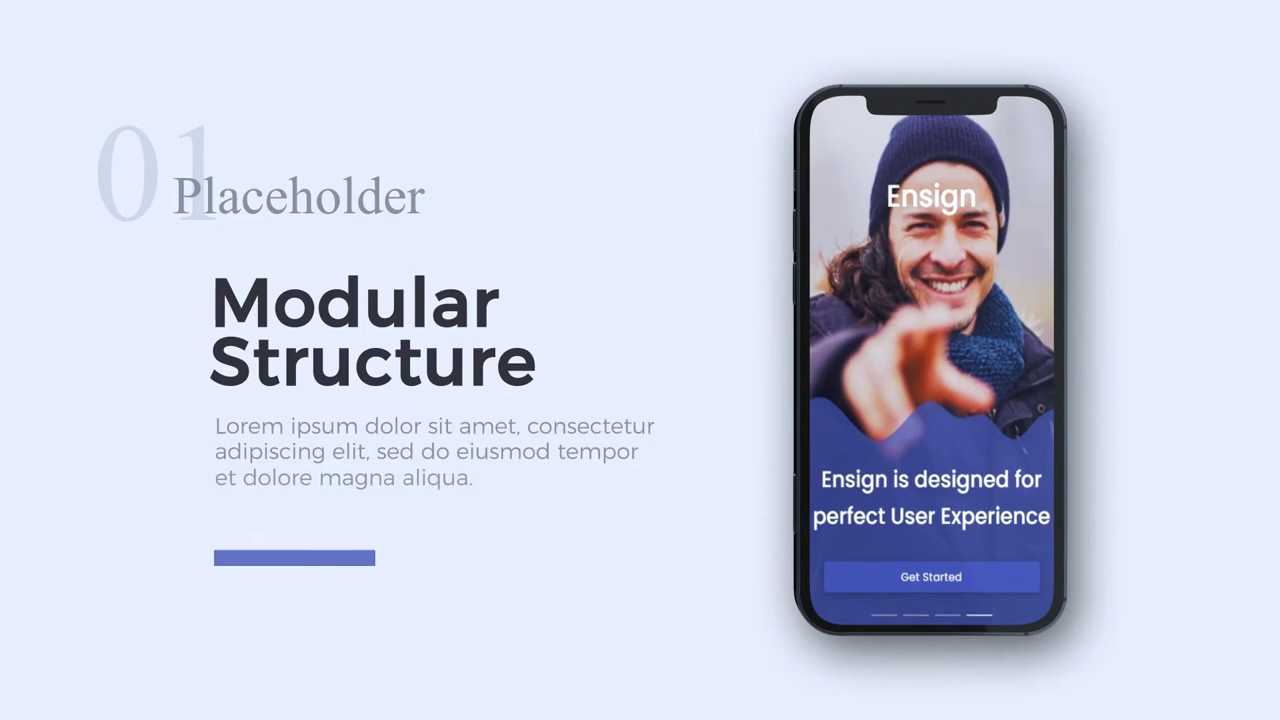 01
Placeholder
Modular
Structure
Lorem ipsum dolor sit amet, consectetur
adipiscing elit, sed do eiusmod tempor
et dolore magna aliqua.
Ensign
Ensign is designed for
perfect User Experience
Get Started